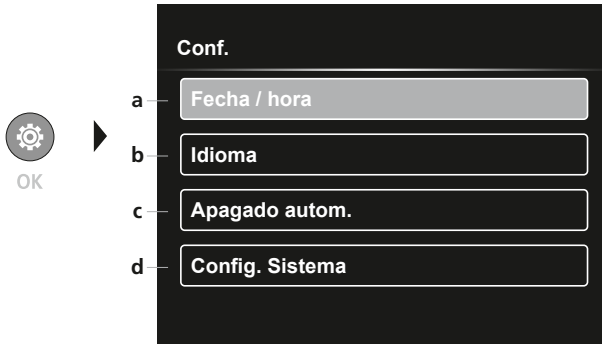 Conf.
a Fecha / hora
b Idioma
OK
c Apagado autom.
d Config. Sistema